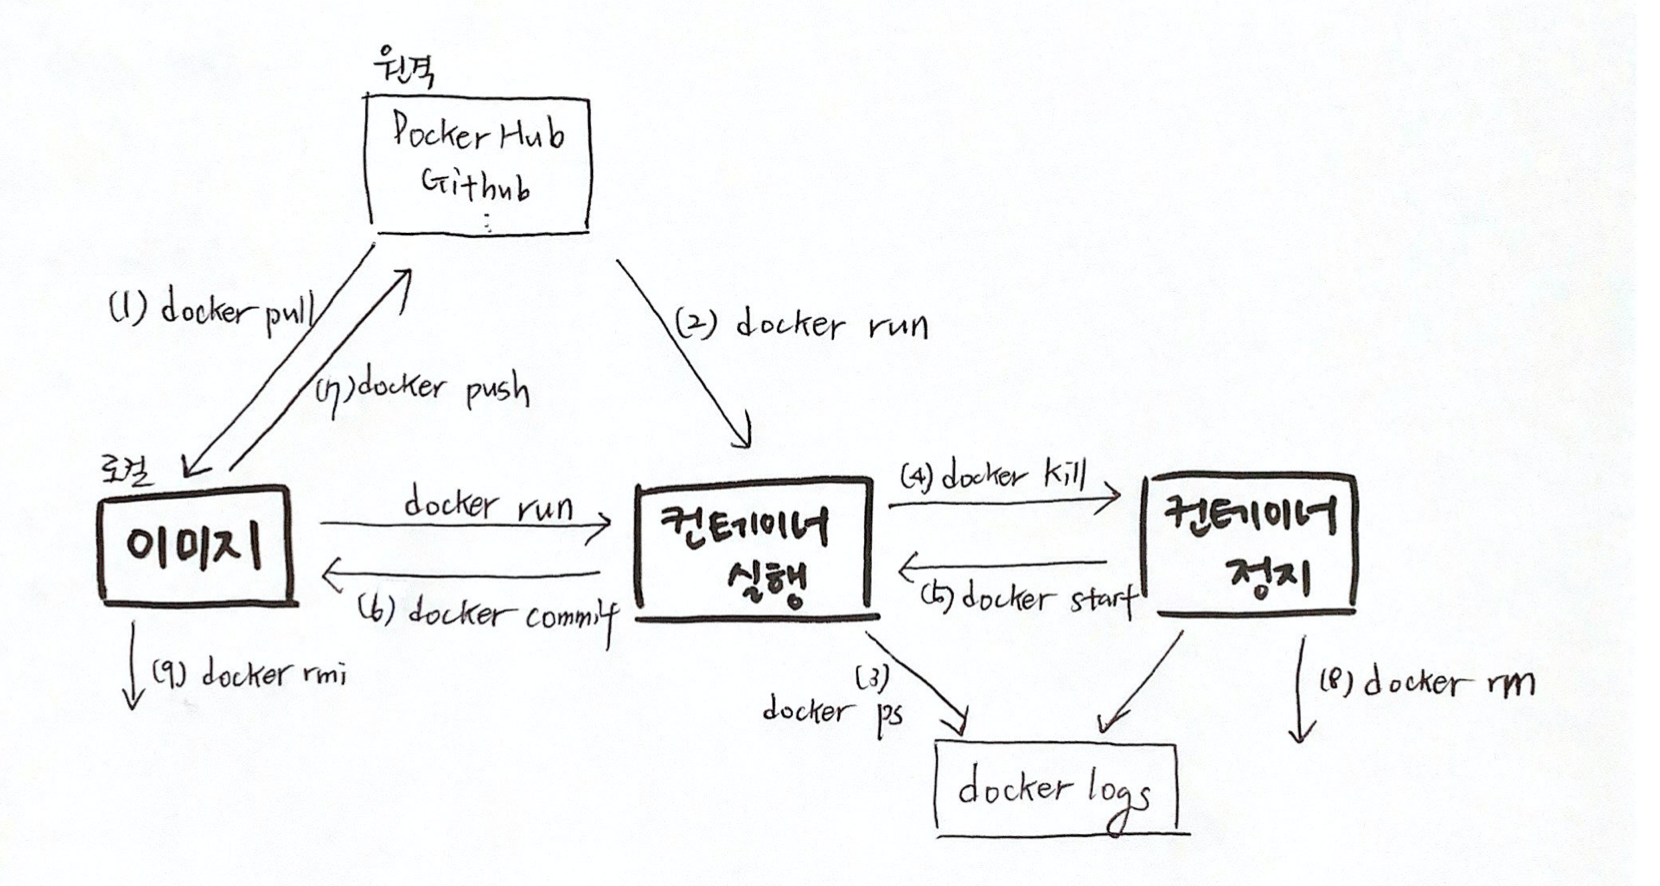 원격
Docker Hub
Github
⋮
(1) docker pull
(2) docker run
(7) docker push
로컬
이미지
docker run
(6) docker commit
컨테이너
실행
(4) docker kill
(5) docker start
컨테이너
정지
(9) docker rmi
(3)
docker ps
(8) docker rm
docker logs